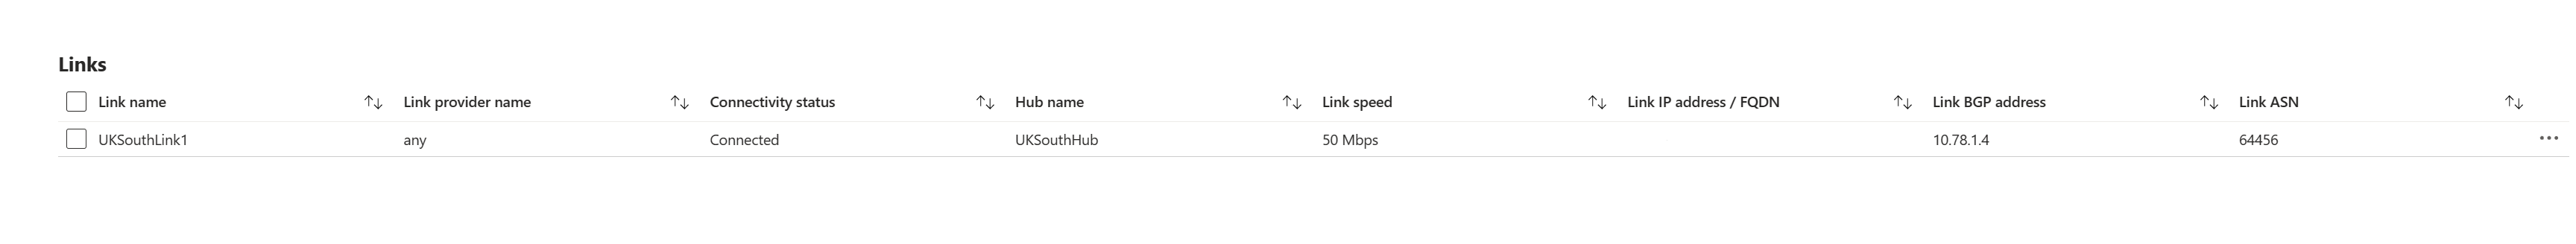 Links
Link name Link provider name Connectivity status Hub name Link speed Link IP address / FQDN Link BGP address Link ASN
UKSouthLink1 any Connected UKSouthHub 50 Mbps 10.78.1.4 64456